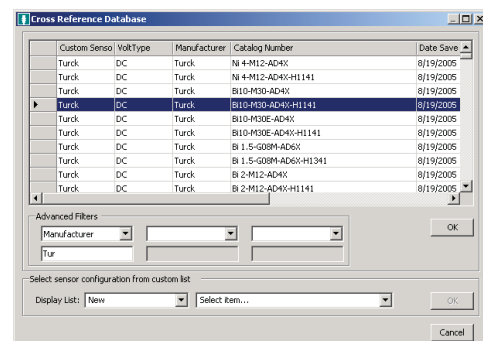 Cross Reference Database
Custom Senso VoltType Manufacturer Catalog Number Date Save
Turck DC Turck Ni 4-M12-AD4X 8/19/2005
Turck DC Turck Ni 4-M12-AD4X-H1141 8/19/2005
Turck DC Turck Bi10-M30-AD4X 8/19/2005
Turck DC Turck Bi10-M30-AD4X-H1141 8/19/2005
Turck DC Turck Bi10-M30E-AD4X 8/19/2005
Turck DC Turck Bi10-M30E-AD4X-H1141 8/19/2005
Turck DC Turck Bi 1.5-G08M-AD6X 8/19/2005
Turck DC Turck Bi 1.5-G08M-AD6X-H1341 8/19/2005
Turck DC Turck Bi 2-M12-AD4X 8/19/2005
Turck DC Turck Bi 2-M12-AD4X-H1141 8/19/2005
Advanced Filters
Manufacturer
OK
Tur
Select sensor configuration from custom list
Display List: New Select item... OK
Cancel